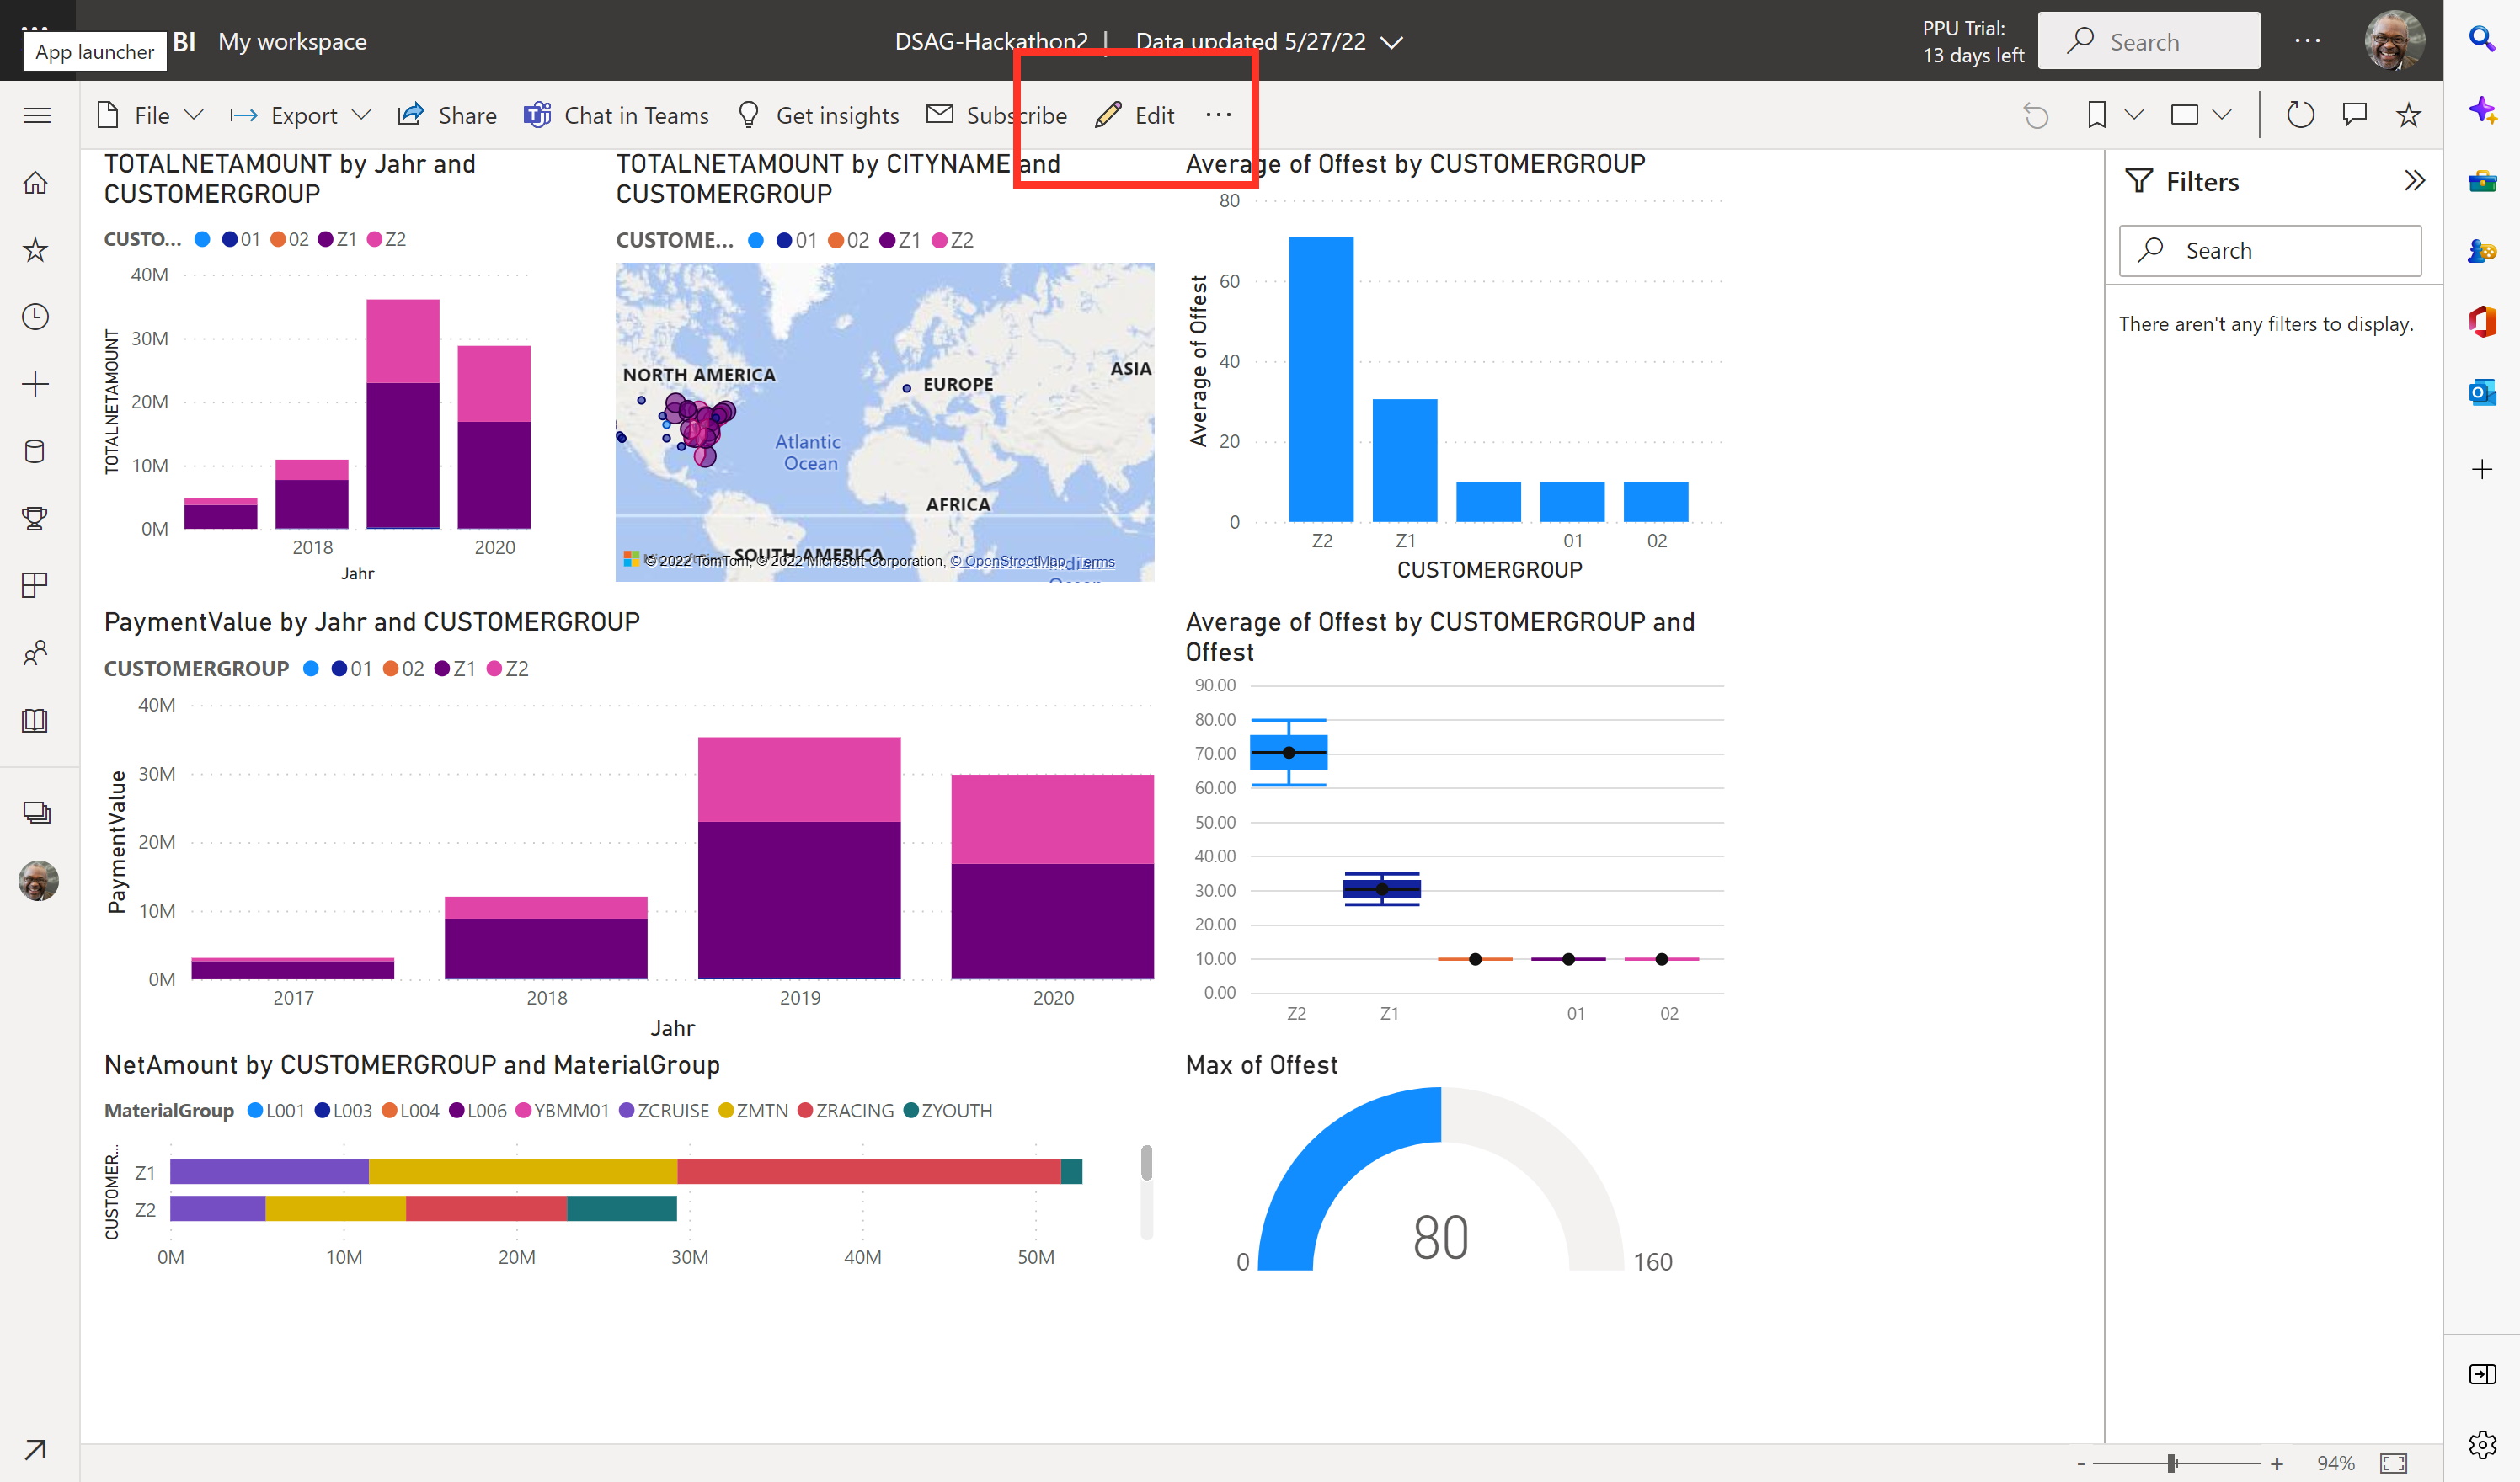 App launcher
BI My workspace
DSAG-Hackathon2 | Data updated 5/27/22
PPU Trial:
13 days left
Search
File Export Share Chat in Teams Get insights Subscribe Edit ...
TOTALNETAMOUNT by Jahr and
CUSTOMERGROUP
CUSTO... 01 02 Z1 Z2
40M
30M
20M
10M
0M
TOTALNETAMOUNT
2018 2020
Jahr
TOTALNETAMOUNT by CITYNAME and
CUSTOMERGROUP
CUSTOME... 01 02 Z1 Z2
NORTH AMERICA
EUROPE
ASIA
Atlantic
Ocean
AFRICA
SOUTH AMERICA
© 2022 TomTom, © 2022 Microsoft Corporation, © OpenStreetMap Terms
Average of Offest by CUSTOMERGROUP
80
60
40
20
0
Average of Offest
Z2 Z1 01 02
CUSTOMERGROUP
Filters
Search
There aren't any filters to display.
PaymentValue by Jahr and CUSTOMERGROUP
CUSTOMERGROUP 01 02 Z1 Z2
40M
30M
20M
10M
0M
PaymentValue
2017 2018 2019 2020
Jahr
Average of Offest by CUSTOMERGROUP and
Offest
90.00
80.00
70.00
60.00
50.00
40.00
30.00
20.00
10.00
0.00
Z2 Z1 01 02
NetAmount by CUSTOMERGROUP and MaterialGroup
MaterialGroup L001 L003 L004 L006 YBMM01 ZCRUISE ZMTN ZRACING ZYOUTH
CUSTOMER...
Z1
Z2
0M 10M 20M 30M 40M 50M
Max of Offest
80
0 160
- + 94%